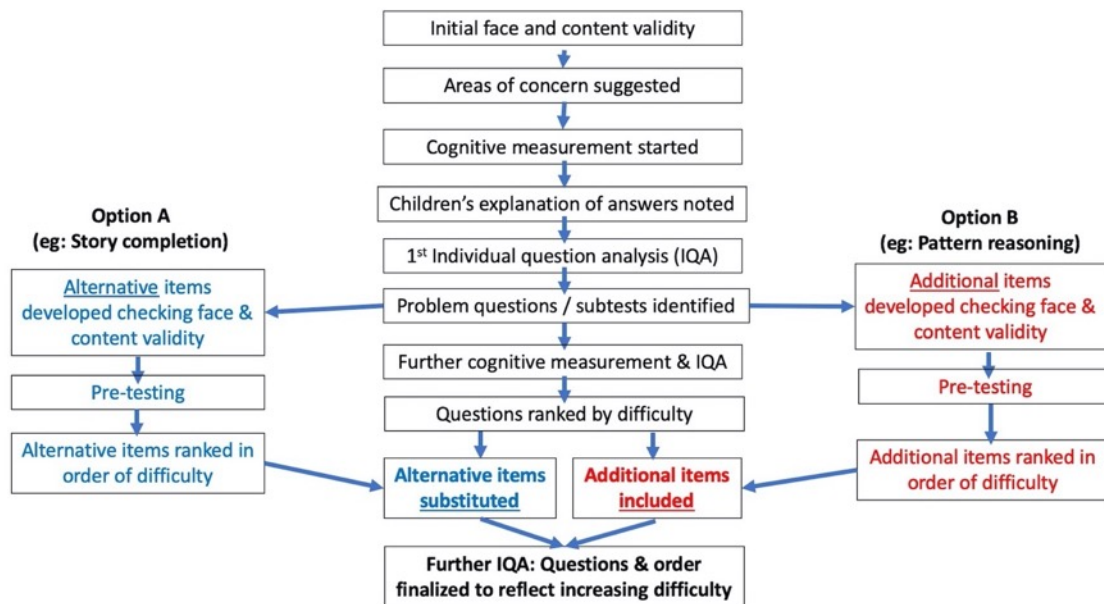 Initial face and content validity
Areas of concern suggested
Cognitive measurement started
Children's explanation of answers noted
1st Individual question analysis (IQA)
Problem questions / subtests identified
Further cognitive measurement & IQA
Questions ranked by difficulty
Option A
(eg: Story completion)
Alternative items
developed checking face &
content validity
Pre-testing
Alternative items ranked in
order of difficulty
Option B
(eg: Pattern reasoning)
Additional items
developed checking face &
content validity
Pre-testing
Additional items ranked in
order of difficulty
Alternative items
substituted
Additional items
included
Further IQA: Questions & order
finalized to reflect increasing difficulty